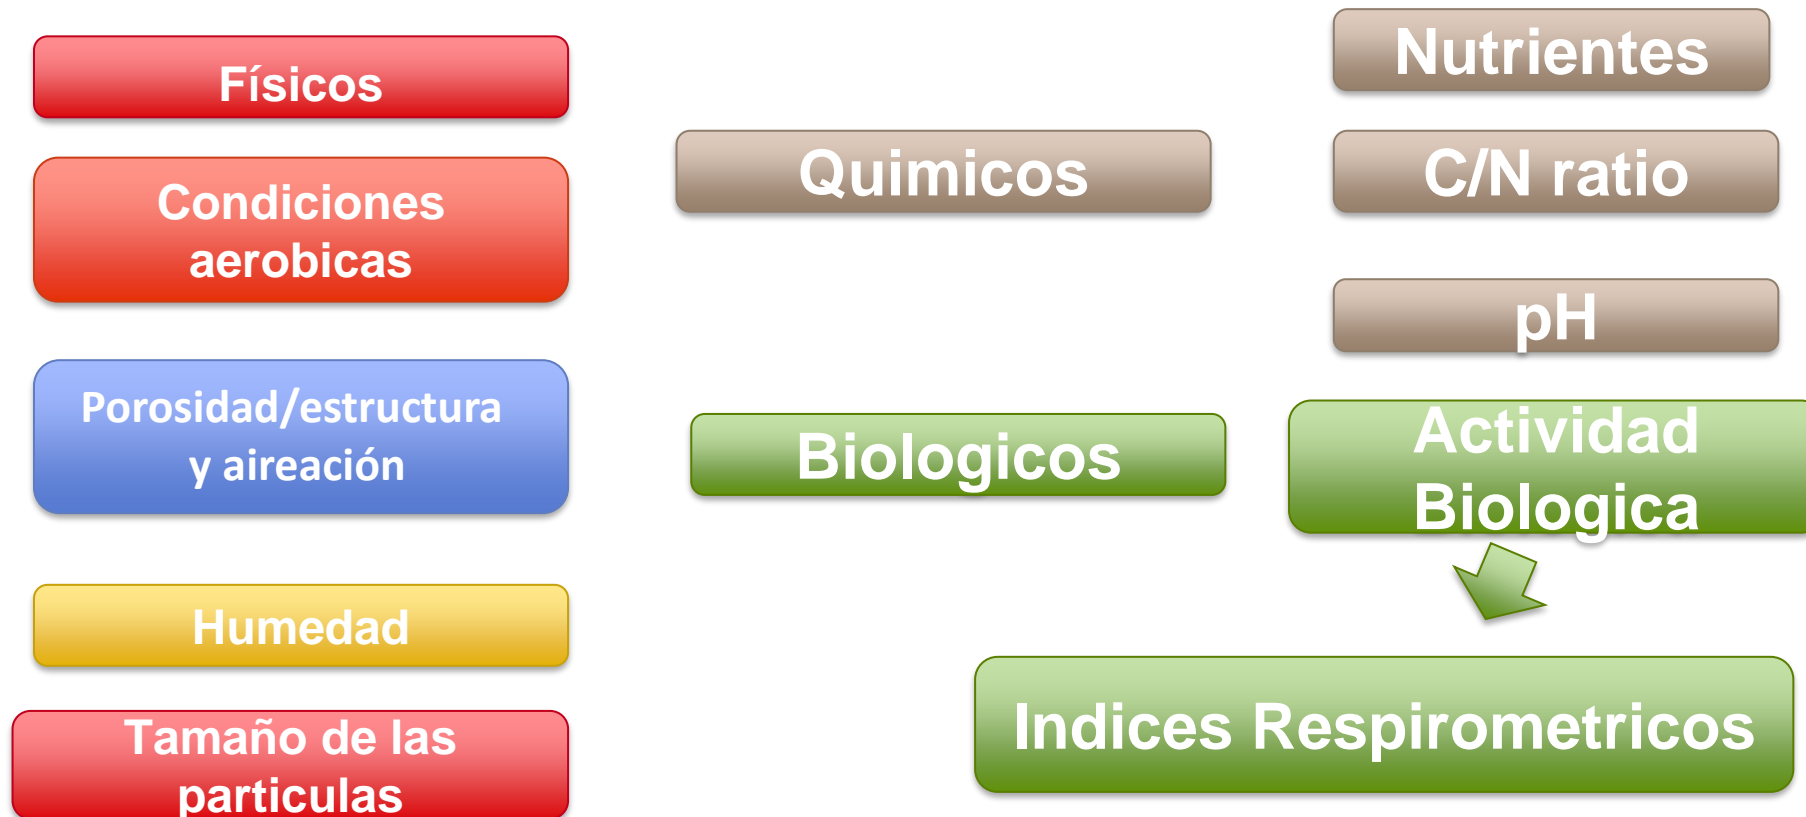 Físicos
Condiciones
aerobicas
Porosidad/estructura
y aireación
Humedad
Tamaño de las
particulas
Quimicos
Nutrientes
C/N ratio
pH
Biologicos
Actividad
Biologica
Indices Respirometricos